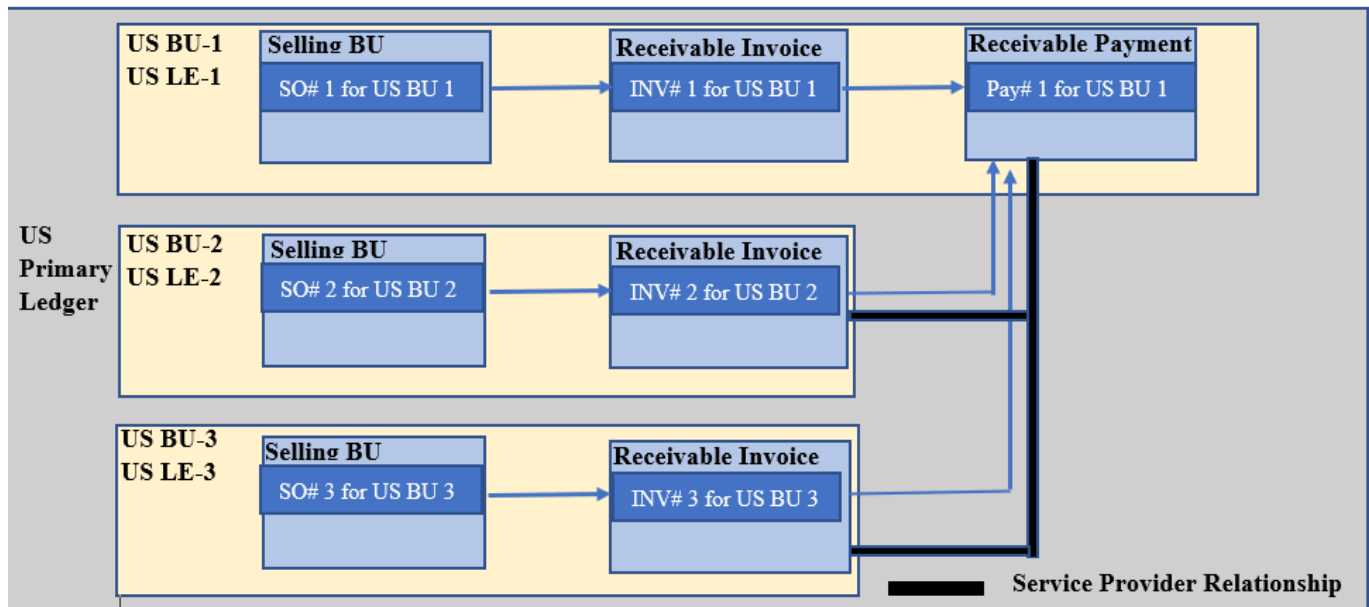 US BU-1
US LE-1
Selling BU
SO# 1 for US BU 1
Receivable Invoice
INV# 1 for US BU 1
Receivable Payment
Pay# 1 for US BU 1
US
Primary
Ledger
US BU-2
US LE-2
Selling BU
SO# 2 for US BU 2
Receivable Invoice
INV# 2 for US BU 2
US BU-3
US LE-3
Selling BU
SO# 3 for US BU 3
Receivable Invoice
INV# 3 for US BU 3
Service Provider Relationship